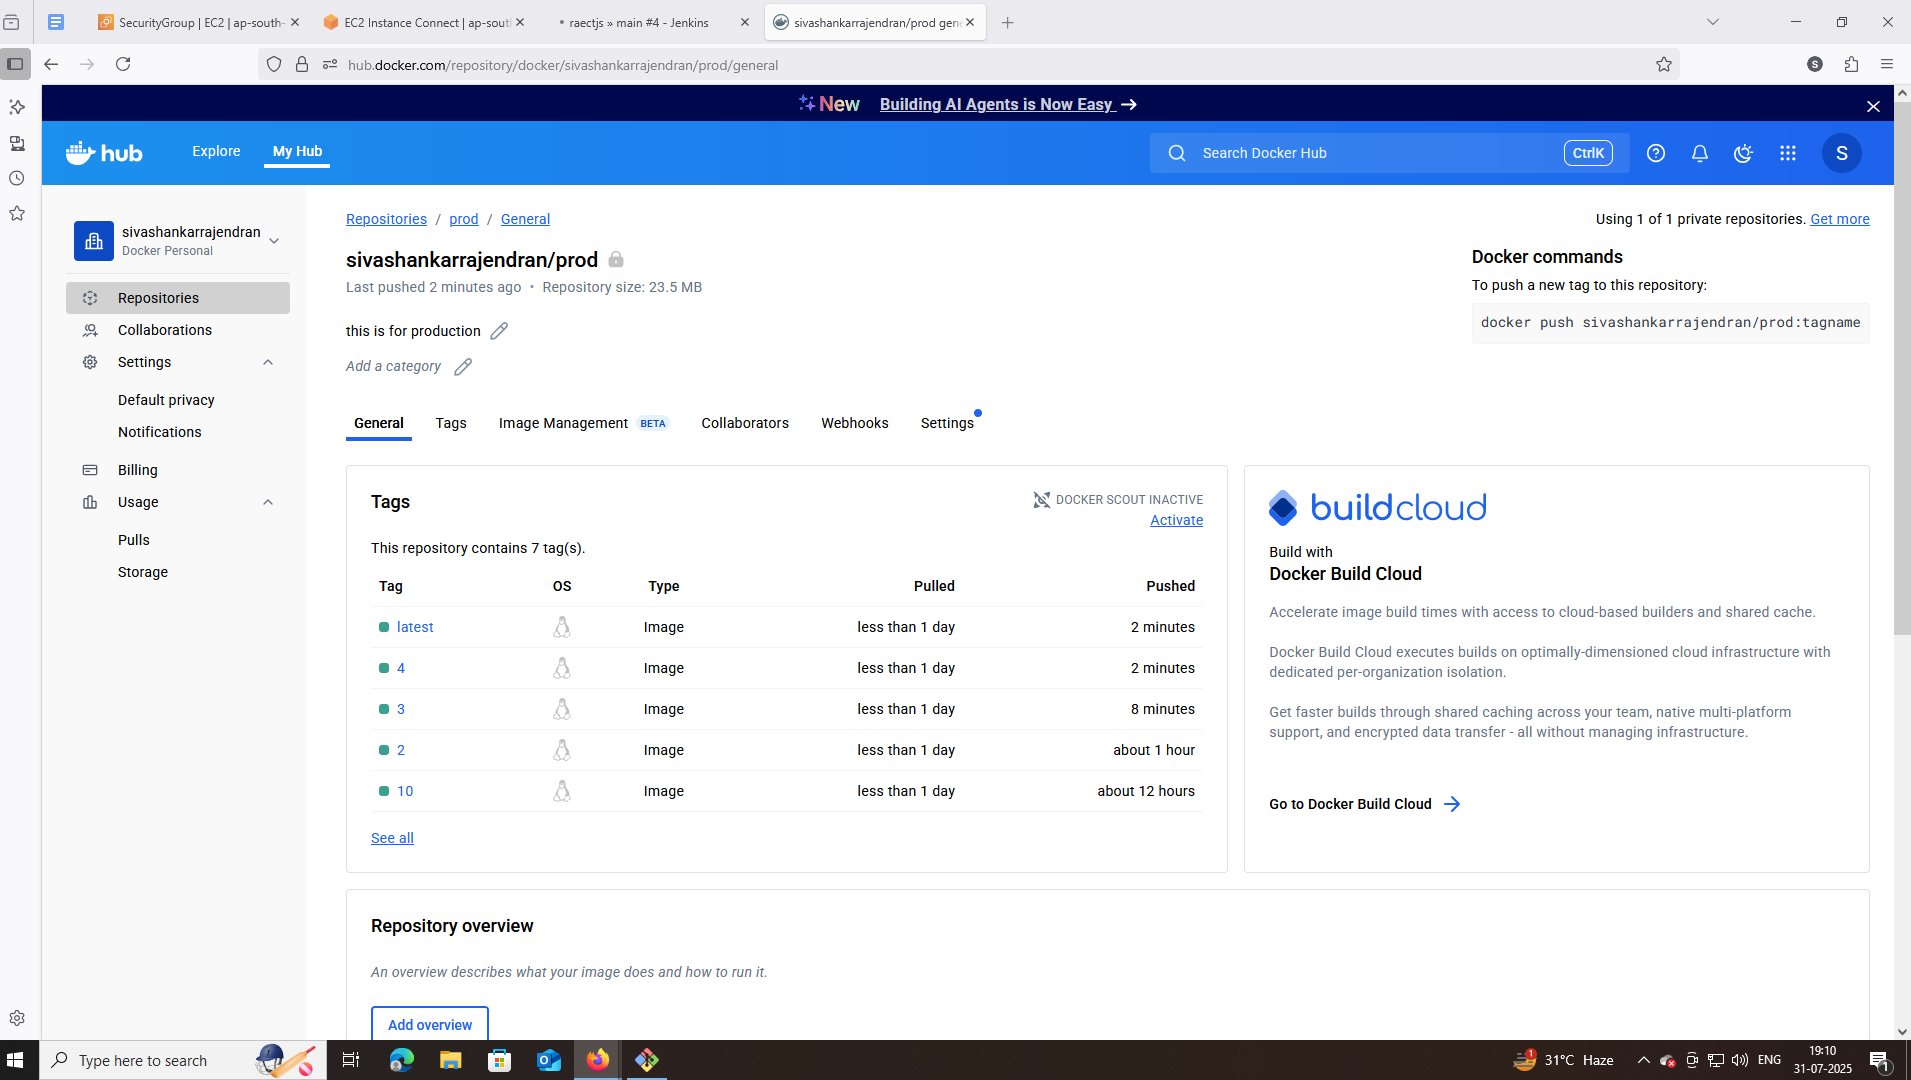 SecurityGroup | EC2 | ap-south-
EC2 Instance Connect | ap-sout
raectjs » main #4 - Jenkins
sivashankarrajendran/prod gene
hub.docker.com/repository/docker/sivashankarrajendran/prod/general
S
New Building AI Agents is Now Easy →
hub
Explore
My Hub
Search Docker Hub
CtrlK
S
sivashankarrajendran
Docker Personal
Repositories
Collaborations
Settings
Default privacy
Notifications
Billing
Usage
Pulls
Storage
Repositories / prod / General
Using 1 of 1 private repositories. Get more
sivashankarrajendran/prod
Last pushed 2 minutes ago • Repository size: 23.5 MB
this is for production
Add a category
Docker commands
To push a new tag to this repository:
docker push sivashankarrajendran/prod:tagname
General Tags Image Management BETA Collaborators Webhooks Settings
Tags
DOCKER SCOUT INACTIVE
Activate
This repository contains 7 tag(s).
Tag OS Type Pulled Pushed
latest Image less than 1 day 2 minutes
4 Image less than 1 day 2 minutes
3 Image less than 1 day 8 minutes
2 Image less than 1 day about 1 hour
10 Image less than 1 day about 12 hours
See all
buildcloud
Build with
Docker Build Cloud
Accelerate image build times with access to cloud-based builders and shared cache.
Docker Build Cloud executes builds on optimally-dimensioned cloud infrastructure with
dedicated per-organization isolation.
Get faster builds through shared caching across your team, native multi-platform
support, and encrypted data transfer - all without managing infrastructure.
Go to Docker Build Cloud
Repository overview
An overview describes what your image does and how to run it.
Add overview
Type here to search
1
31°C Haze
ENG
19:10
31-07-2025
1